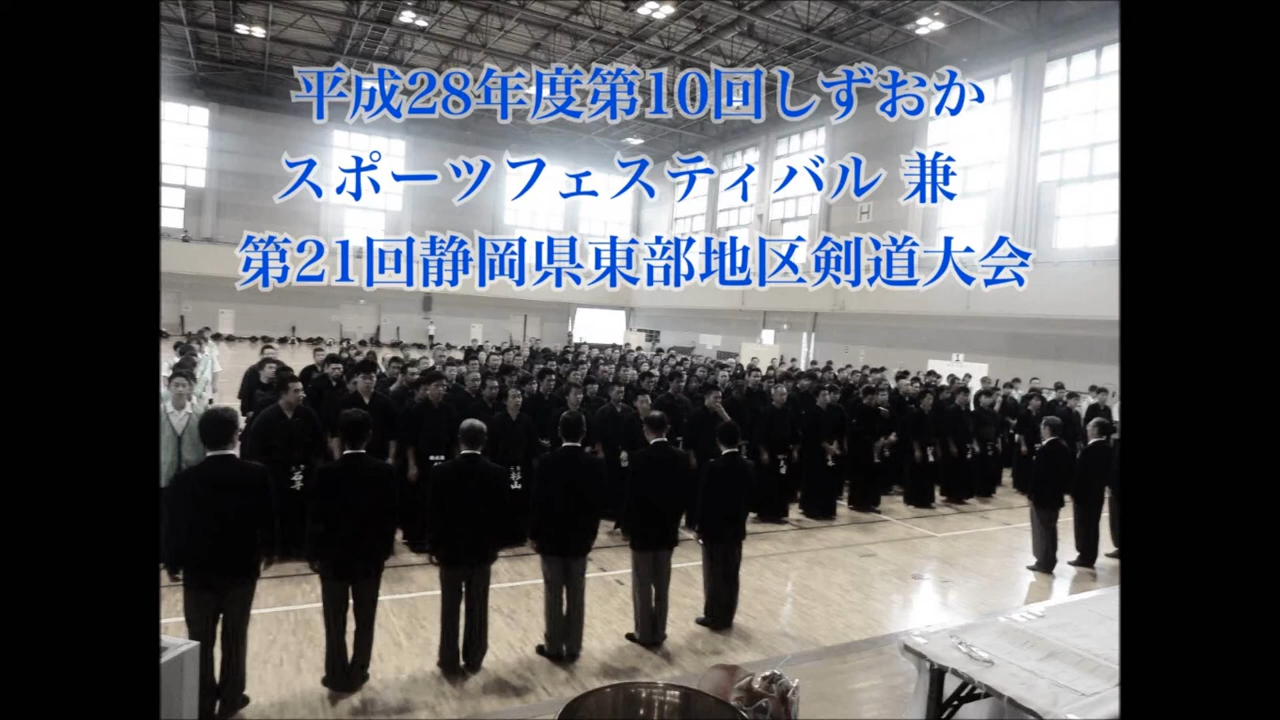 平成28年度第10回しずおか
スポーツフェスティバル 兼
第21回静岡県東部地区剣道大会
H
杉山